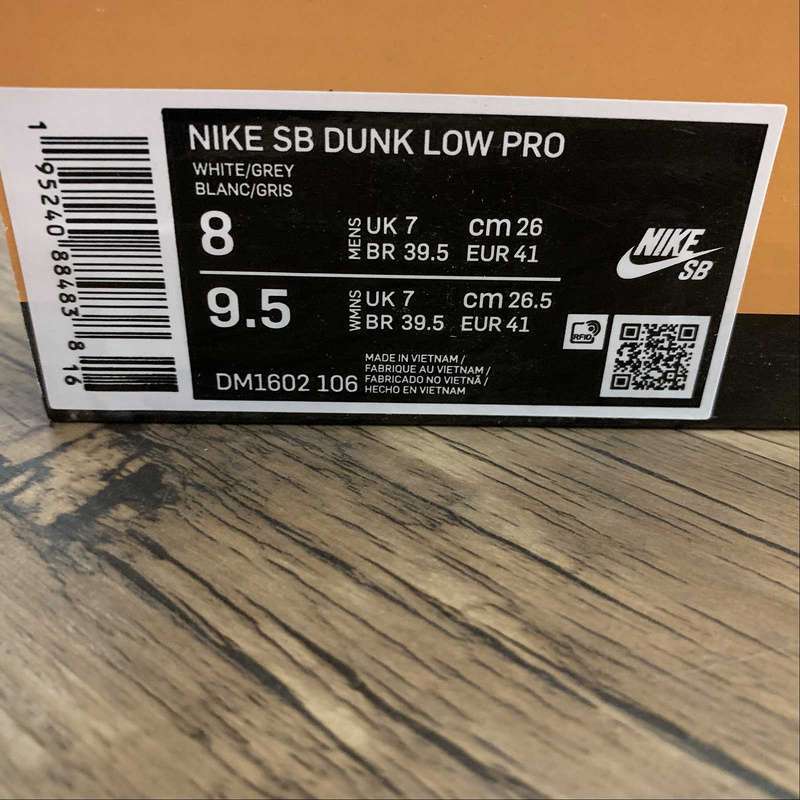 NIKE SB DUNK LOW PRO
WHITE/GREY
BLANC/GRIS
8
MENS
UK 7 cm 26
BR 39.5 EUR 41
9.5
WMNS
UK 7 cm 26.5
BR 39.5 EUR 41
DM1602 106
MADE IN VIETNAM /
FABRIQUE AU VIETNAM /
FABRICADO NO VIETNÃ /
HECHO EN VIETNAM
NIKE
SB
RFID
1 95240 88483 8 16